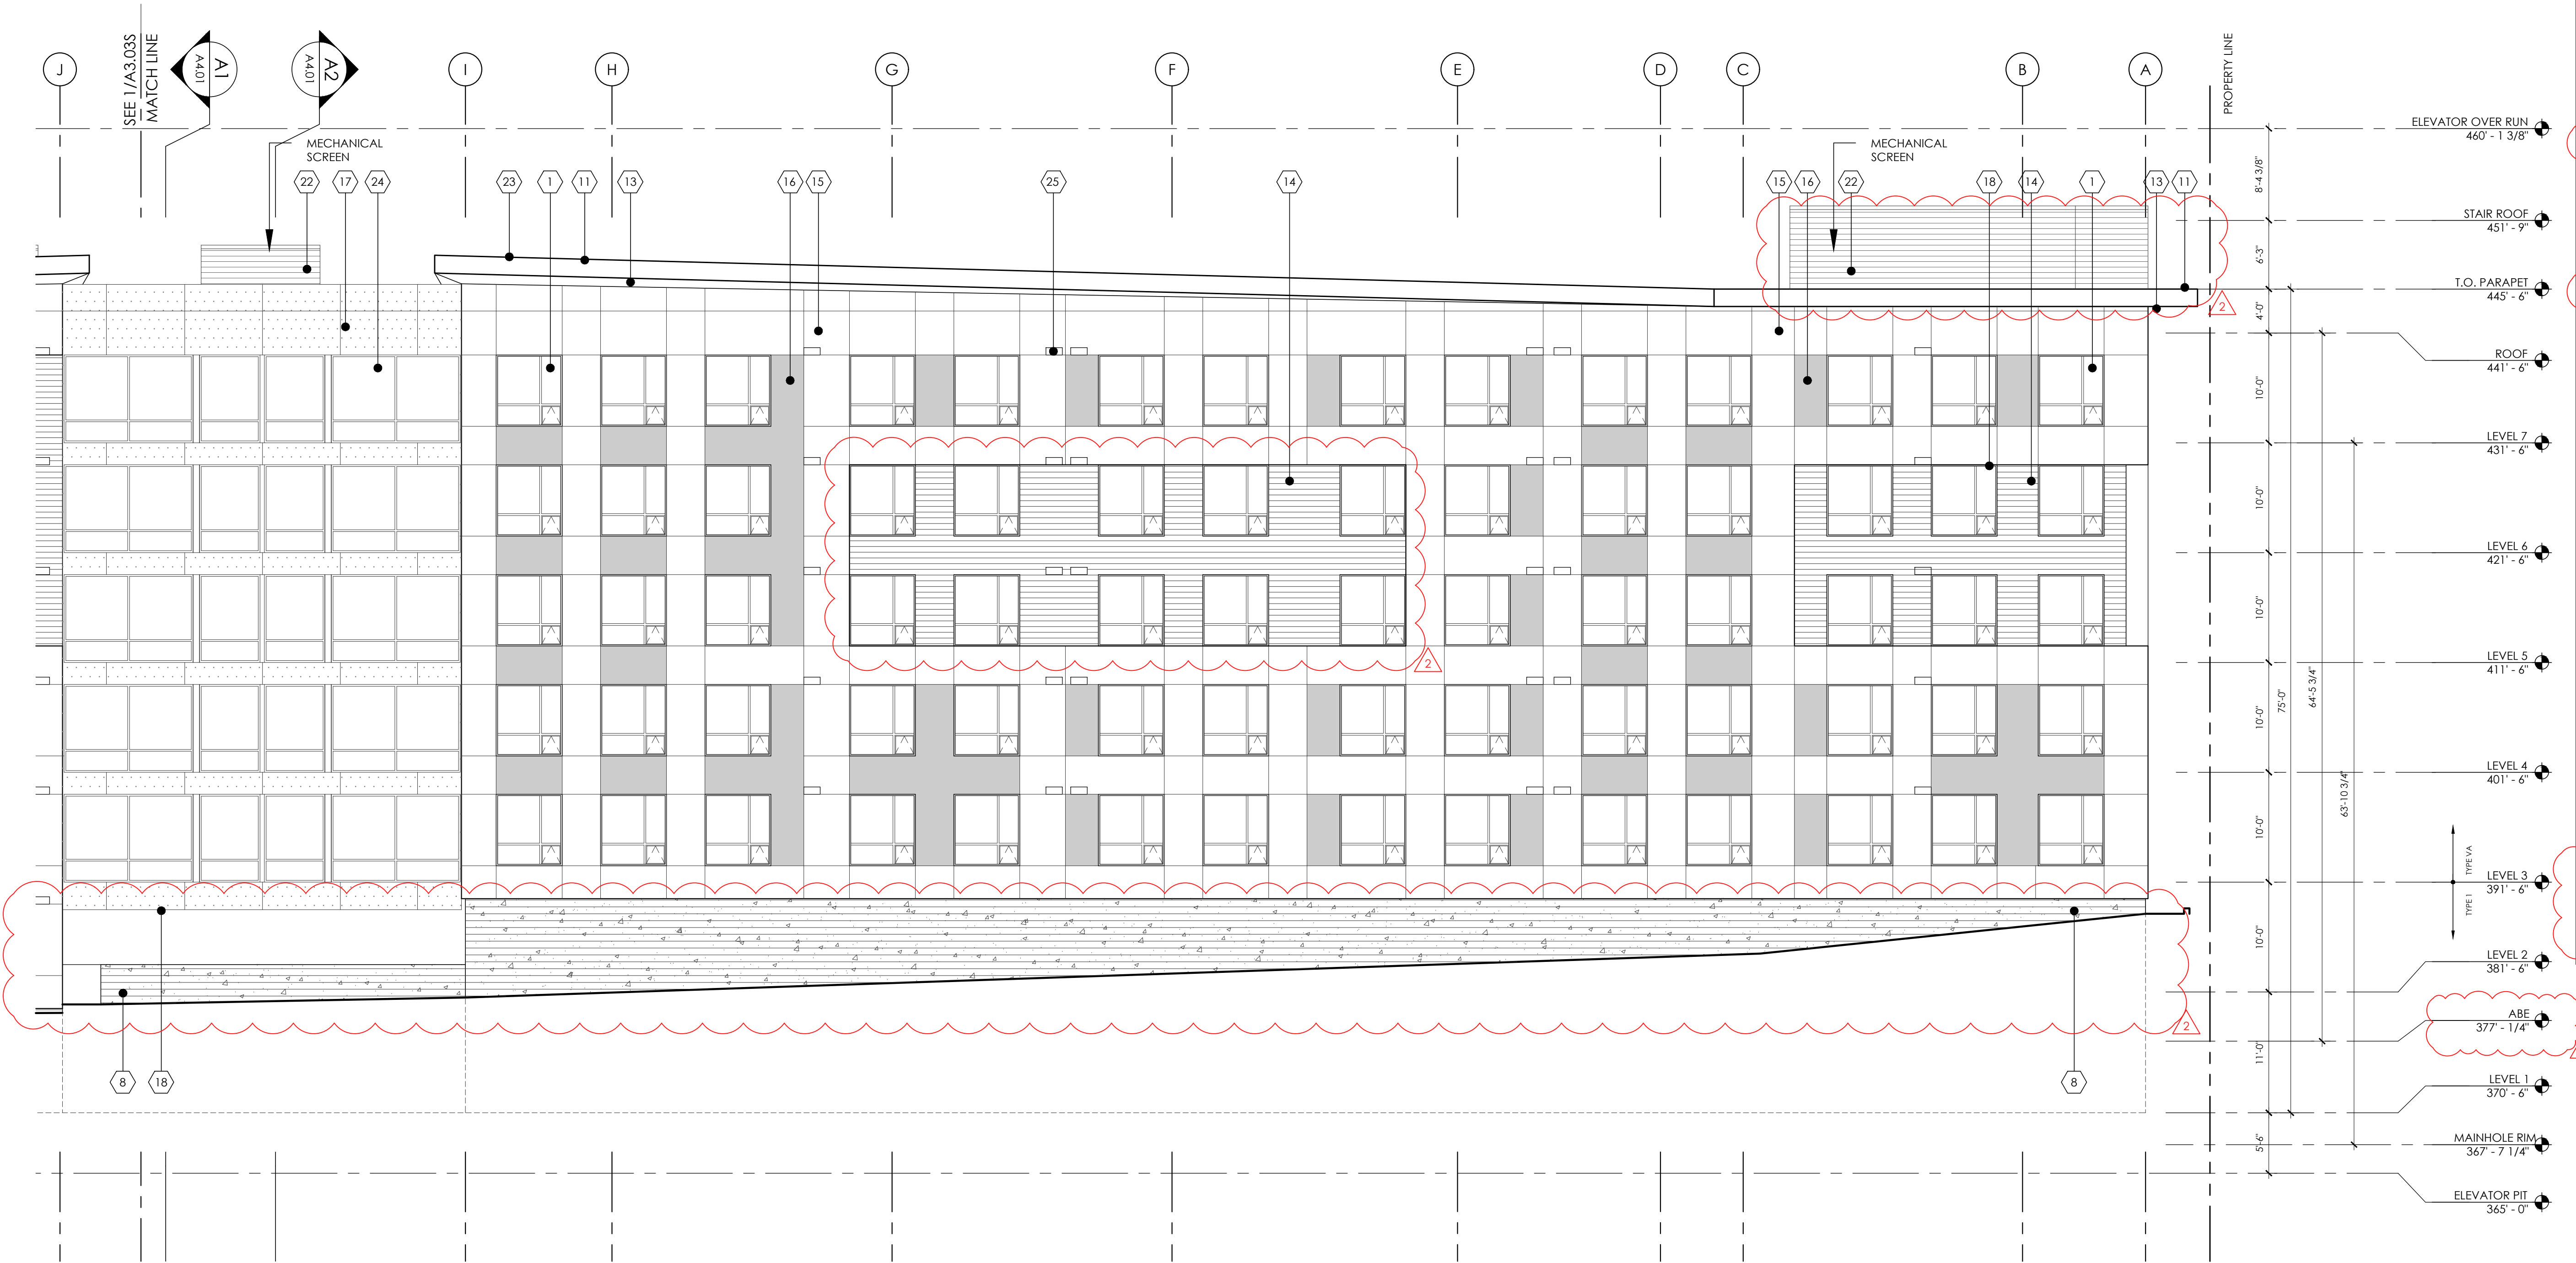 SEE 1/A3.03S
MATCH LINE
A1
A4.01
A2
A4.01
J
I
H
G
F
E
D
C
B
A
PROPERTY LINE
MECHANICAL
SCREEN
MECHANICAL
SCREEN
22
17
24
23
1
11
13
16
15
25
14
15
16
22
18
14
1
13
11
2
2
2
8
18
8
ELEVATOR OVER RUN
460' - 1 3/8"
STAIR ROOF
451' - 9"
T.O. PARAPET
445' - 6"
ROOF
441' - 6"
LEVEL 7
431' - 6"
LEVEL 6
421' - 6"
LEVEL 5
411' - 6"
LEVEL 4
401' - 6"
LEVEL 3
391' - 6"
LEVEL 2
381' - 6"
ABE
377' - 1/4"
LEVEL 1
370' - 6"
MAINHOLE RIM
367' - 7 1/4"
ELEVATOR PIT
365' - 0"
8'-4 3/8"
6'-3"
4'-0"
10'-0"
10'-0"
10'-0"
10'-0"
10'-0"
10'-0"
11'-0"
5'-6"
75'-0"
64'-5 3/4"
63'-10 3/4"
TYPE VA
TYPE 1